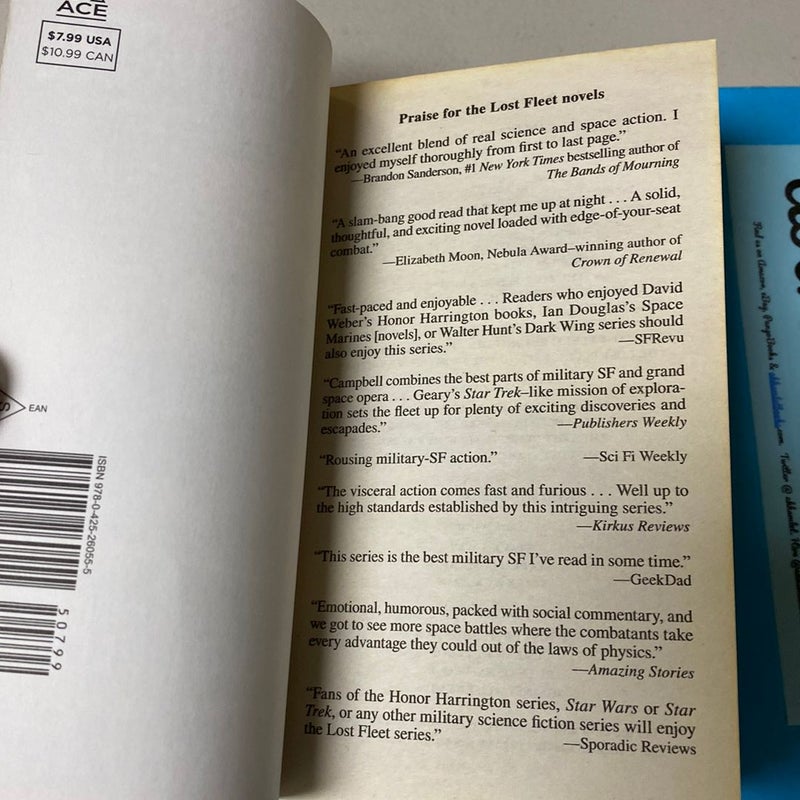 ACE
$7.99 USA
$10.99 CAN
EAN
ISBN 978-0-425-26055-5
50799
Praise for the Lost Fleet novels
“An excellent blend of real science and space action. I
enjoyed myself thoroughly from first to last page.”
—Brandon Sanderson, #1 New York Times bestselling author of
The Bands of Mourning
“A slam-bang good read that kept me up at night . . . A solid,
thoughtful, and exciting novel loaded with edge-of-your-seat
combat.”
—Elizabeth Moon, Nebula Award–winning author of
Crown of Renewal
“Fast-paced and enjoyable . . . Readers who enjoyed David
Weber’s Honor Harrington books, Ian Douglas’s Space
Marines [novels], or Walter Hunt’s Dark Wing series should
also enjoy this series.” —SFRevu
“Campbell combines the best parts of military SF and grand
space opera . . . Geary’s Star Trek–like mission of explora-
tion sets the fleet up for plenty of exciting discoveries and
escapades.” —Publishers Weekly
“Rousing military-SF action.” —Sci Fi Weekly
“The visceral action comes fast and furious . . . Well up to
the high standards established by this intriguing series.”
—Kirkus Reviews
“This series is the best military SF I’ve read in some time.”
—GeekDad
“Emotional, humorous, packed with social commentary, and
we got to see more space battles where the combatants take
every advantage they could out of the laws of physics.”
—Amazing Stories
“Fans of the Honor Harrington series, Star Wars or Star
Trek, or any other military science fiction series will enjoy
the Lost Fleet series.” —Sporadic Reviews
Find us on Amazon, eBay,
Twitter @